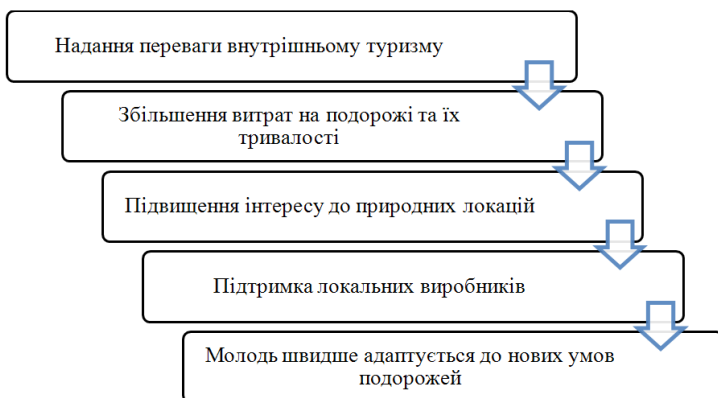 Надання переваги внутрішньому туризму
Збільшення витрат на подорожі та їх
тривалості
Підвищення інтересу до природних локацій
Підтримка локальних виробників
Молодь швидше адаптується до нових умов
подорожей